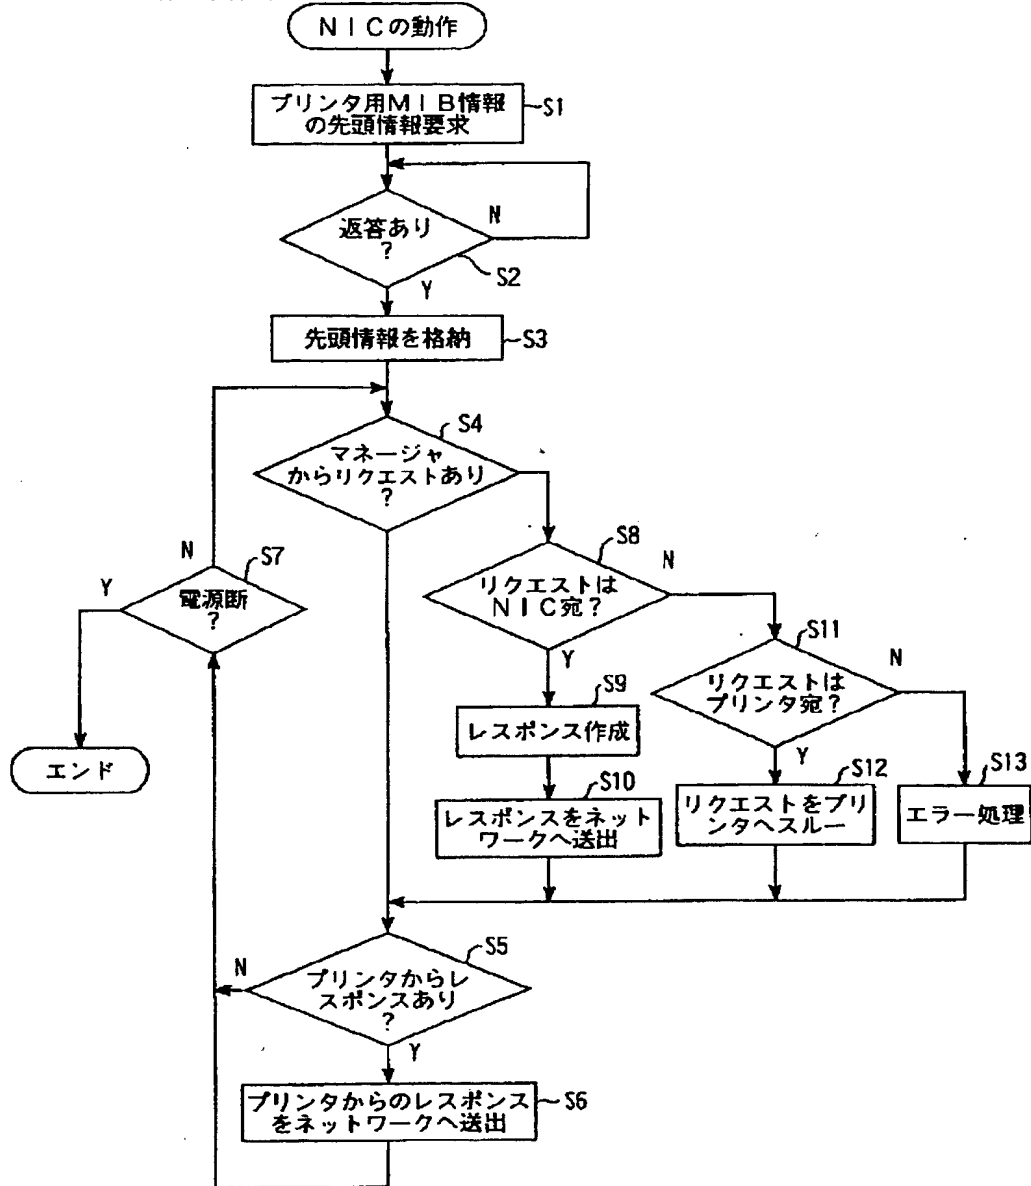 NICの動作
プリンタ用MIB情報
の先頭情報要求
S1
返答あり
?
N
S2
Y
先頭情報を格納
S3
S4
マネージャ
からリクエストあり
?
N
S7
Y
電源断
?
S8
N
リクエストは
NIC宛?
Y
S11
N
リクエストは
プリンタ宛?
Y
S9
レスポンス作成
エンド
S10
レスポンスをネット
ワークへ送出
S12
リクエストをプリ
ンタへスルー
S13
エラー処理
S5
N
プリンタからレ
スポンスあり
?
Y
プリンタからのレスポンス
をネットワークへ送出
S6